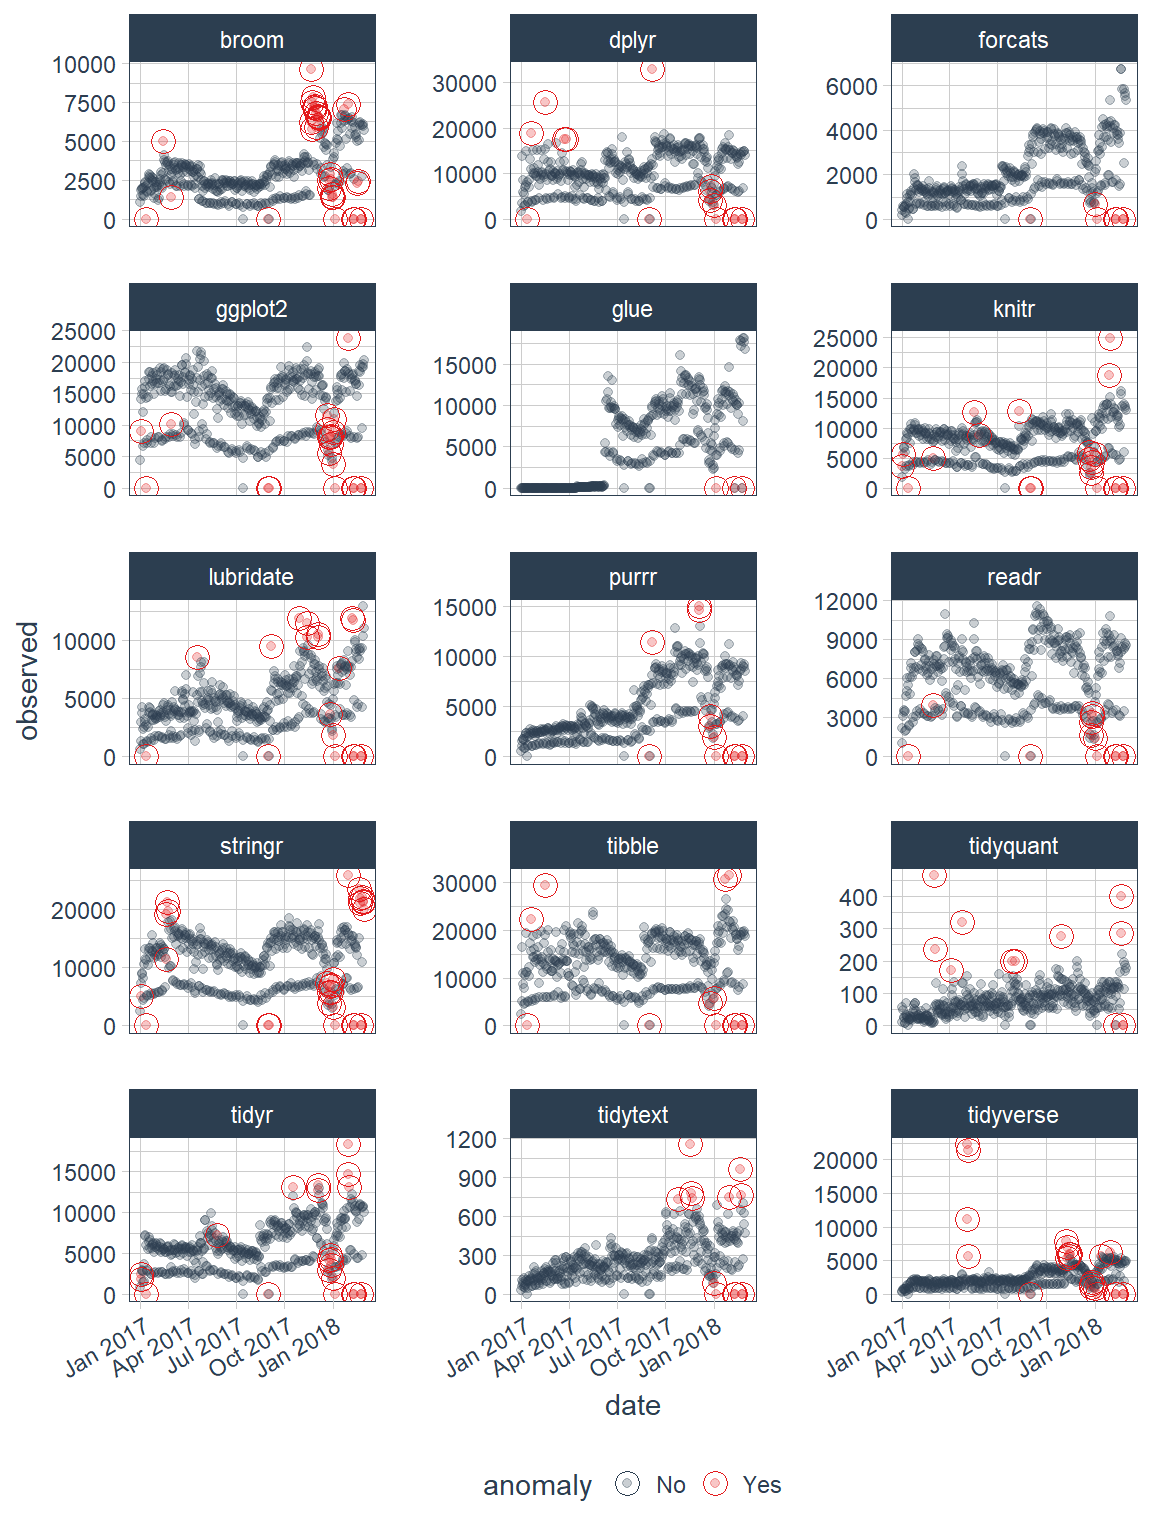 broom
dplyr
forcats
10000
7500
5000
2500
0
30000
20000
10000
0
6000
4000
2000
0
ggplot2
glue
knitr
25000
20000
15000
10000
5000
0
15000
10000
5000
0
25000
20000
15000
10000
5000
0
lubridate
purrr
readr
10000
5000
0
15000
10000
5000
0
12000
9000
6000
3000
0
observed
stringr
tibble
tidyquant
20000
10000
0
30000
20000
10000
0
400
300
200
100
0
tidyr
tidytext
tidyverse
15000
10000
5000
0
1200
900
600
300
0
20000
15000
10000
5000
0
Jan 2017
Apr 2017
Jul 2017
Oct 2017
Jan 2018
Jan 2017
Apr 2017
Jul 2017
Oct 2017
Jan 2018
Jan 2017
Apr 2017
Jul 2017
Oct 2017
Jan 2018
date
anomaly No Yes